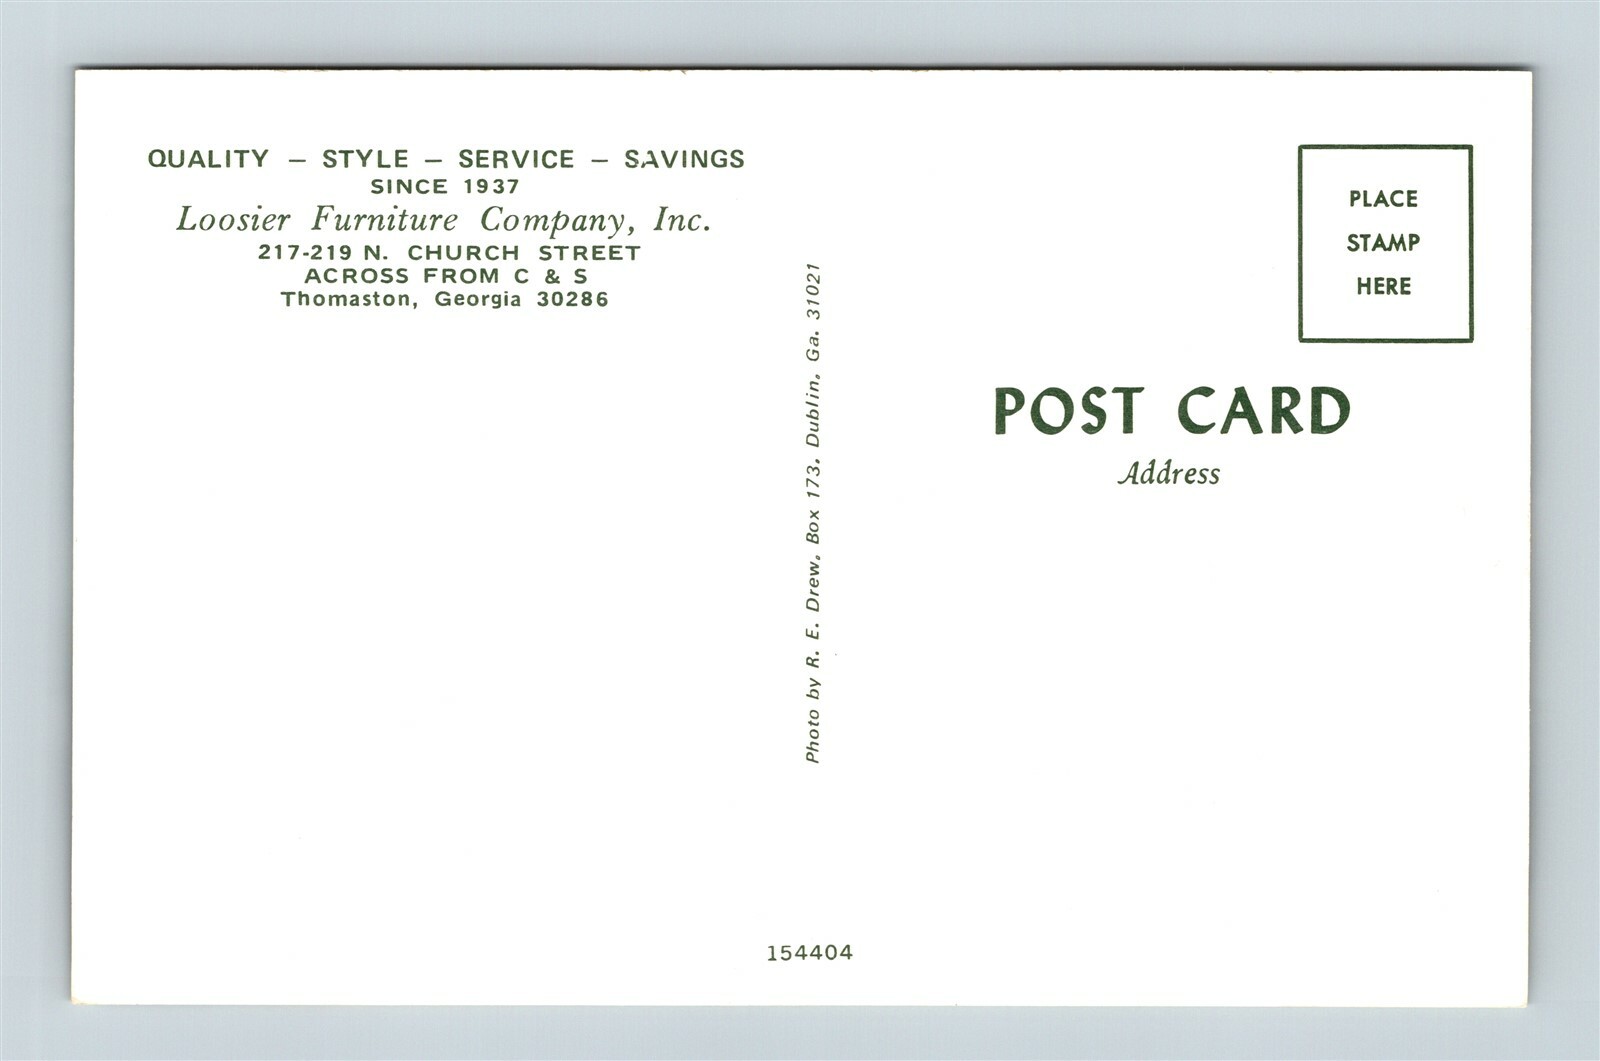 QUALITY – STYLE – SERVICE – SAVINGS
SINCE 1937
Loosier Furniture Company, Inc.
217-219 N. CHURCH STREET
ACROSS FROM C & S
Thomaston, Georgia 30286
Photo by R. E. Drew, Box 173, Dublin, Ga. 31021
PLACE
STAMP
HERE
POST CARD
Address
154404